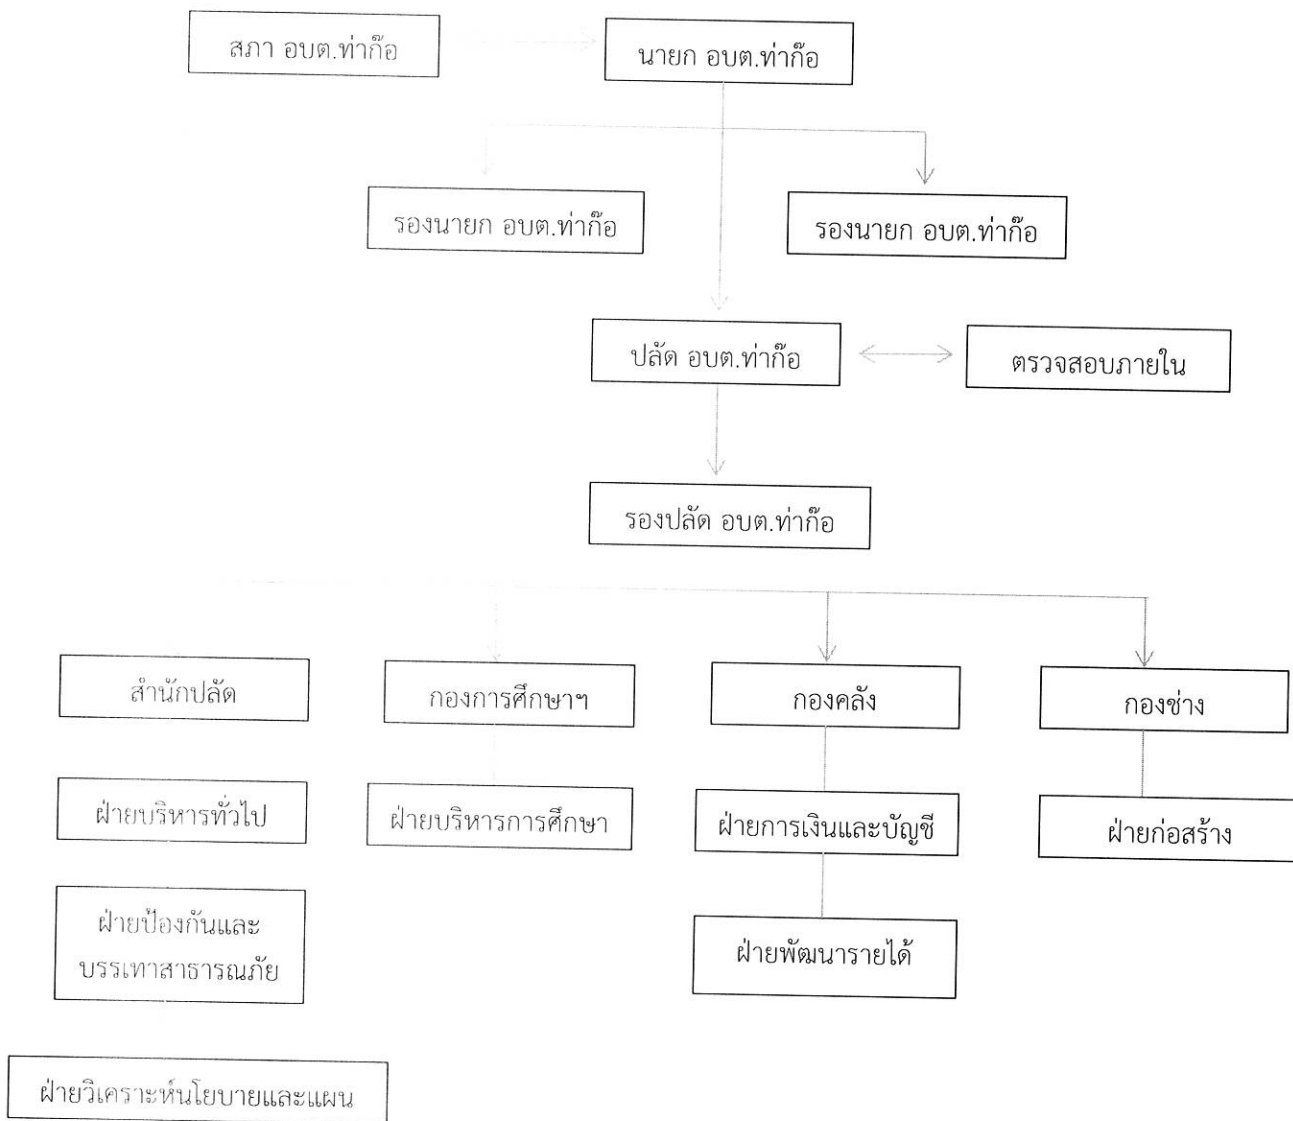 สภา อบต.ท่าก๊อ
นายก อบต.ท่าก๊อ
รองนายก อบต.ท่าก๊อ
รองนายก อบต.ท่าก๊อ
ปลัด อบต.ท่าก๊อ
ตรวจสอบภายใน
รองปลัด อบต.ท่าก๊อ
สำนักปลัด
กองการศึกษาฯ
กองคลัง
กองช่าง
ฝ่ายบริหารทั่วไป
ฝ่ายบริหารการศึกษา
ฝ่ายการเงินและบัญชี
ฝ่ายก่อสร้าง
ฝ่ายป้องกันและ
บรรเทาสาธารณภัย
ฝ่ายพัฒนารายได้
ฝ่ายวิเคราะห์นโยบายและแผน